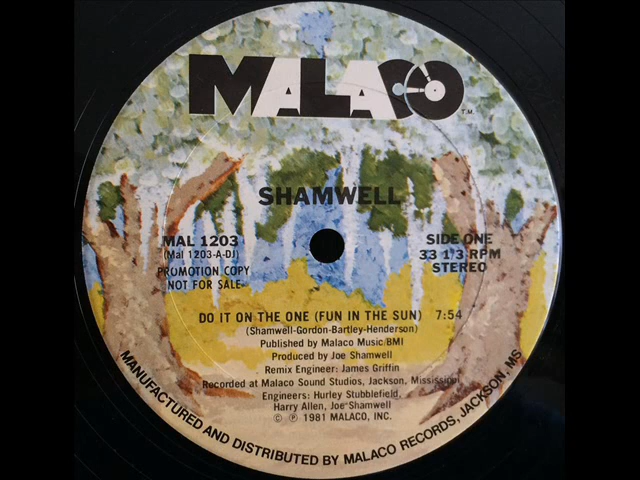 MALACO
TM
SHAMWELL
MAL 1203
(Mal 1203-A-DJ)
PROMOTION COPY
NOT FOR SALE
SIDE ONE
33 1/3 RPM
STEREO
DO IT ON THE ONE (FUN IN THE SUN) 7:54
(Shamwell-Gordon-Bartley-Henderson)
Published by Malaco Music/BMI
Produced by Joe Shamwell
Remix Engineer: James Griffin
Recorded at Malaco Sound Studios, Jackson, Mississippi
Engineers: Hurley Stubblefield,
Harry Allen, Joe Shamwell
© ℗ 1981 MALACO, INC.
MANUFACTURED AND DISTRIBUTED BY MALACO RECORDS, JACKSON, MS